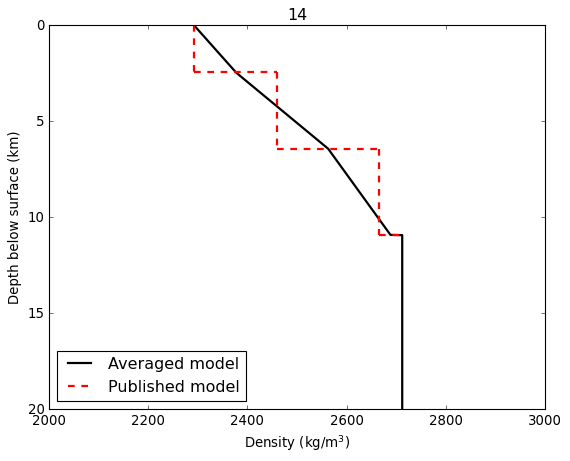 14
0
5
10
15
20
Depth below surface (km)
Averaged model
Published model
2000 2200 2400 2600 2800 3000
Density (kg/m³)